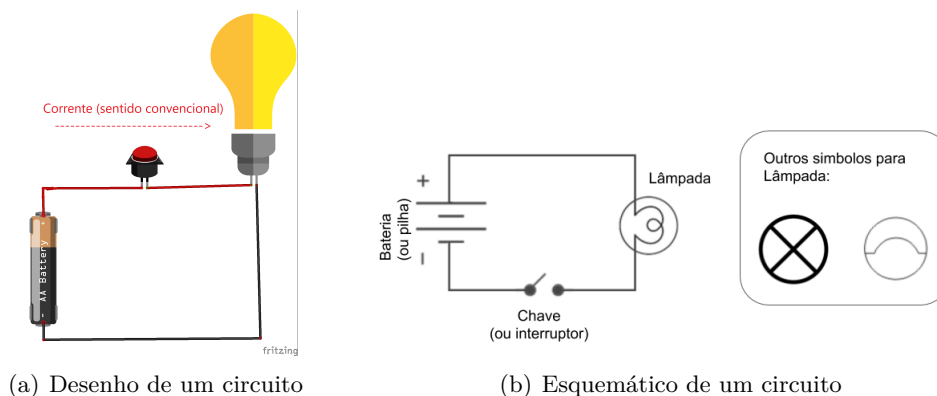 Corrente (sentido convencional)
- AA Battery -
fritzing
(a) Desenho de um circuito
+
Bateria
(ou pilha)
−
Lâmpada
Chave
(ou interruptor)
Outros simbolos para
Lâmpada:
(b) Esquemático de um circuito